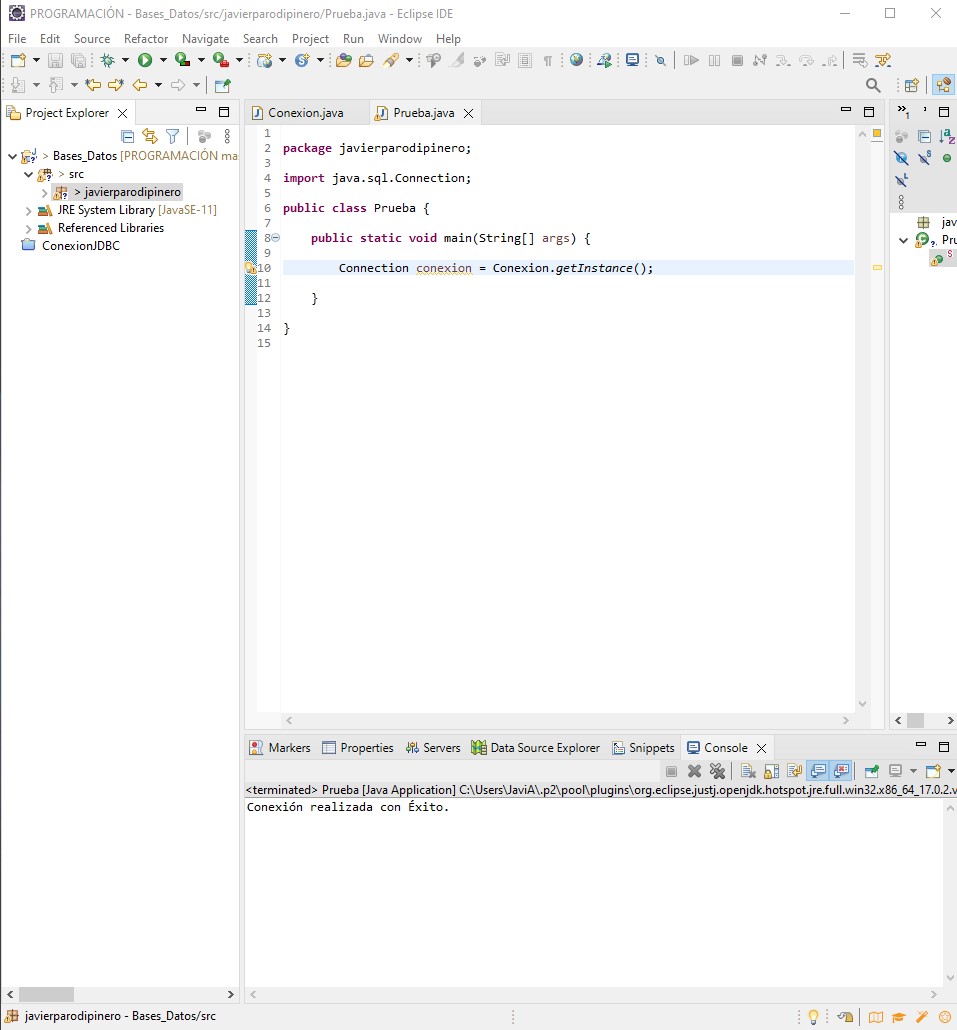 PROGRAMACIÓN - Bases_Datos/src/javierparodipinero/Prueba.java - Eclipse IDE
File Edit Source Refactor Navigate Search Project Run Window Help
Project Explorer
Bases_Datos [PROGRAMACIÓN ma
> src
> javierparodipinero
JRE System Library [JavaSE-11]
Referenced Libraries
ConexionJDBC
Conexion.java Prueba.java
1
2 package javierparodipinero;
3
4 import java.sql.Connection;
5
6 public class Prueba {
7
8 public static void main(String[] args) {
9
10 Connection conexion = Conexion.getInstance();
11
12 }
13
14 }
15
jav
Pru
S
Markers Properties Servers Data Source Explorer Snippets Console
<terminated> Prueba [Java Application] C:\Users\JaviA\.p2\pool\plugins\org.eclipse.justj.openjdk.hotspot.jre.full.win32.x86_64_17.0.2.v
Conexión realizada con Éxito.
javierparodipinero - Bases_Datos/src